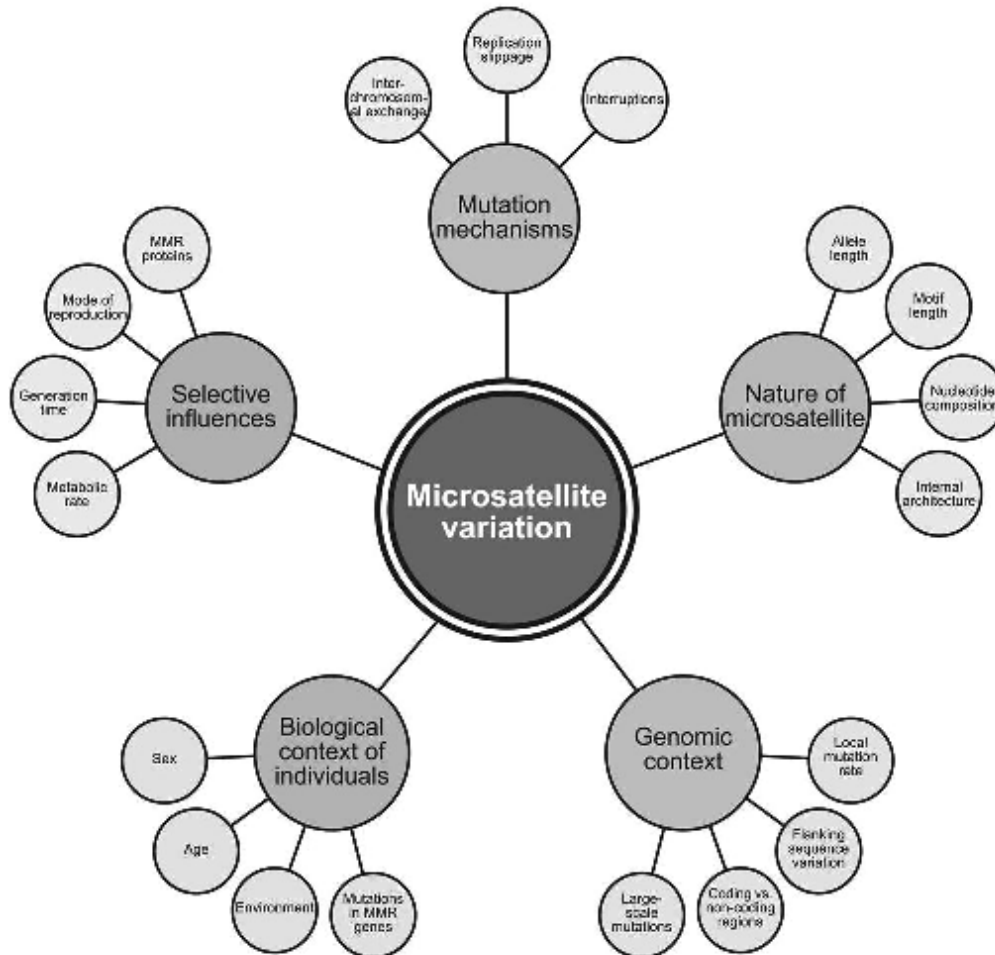 Replication
slippage
Inter-
chromosom-
al exchange
Interruptions
Mutation
mechanisms
MMR
proteins
Mode of
reproduction
Generation
time
Metabolic
rate
Selective
influences
Allele
length
Motif
length
Nucleotide
composition
Internal
architecture
Nature of
microsatellite
Microsatellite
variation
Biological
context of
individuals
Sex
Age
Environment
Mutations
in MMR
genes
Genomic
context
Local
mutation
rate
Flanking
sequence
variation
Coding vs.
non-coding
regions
Large-
scale
mutations